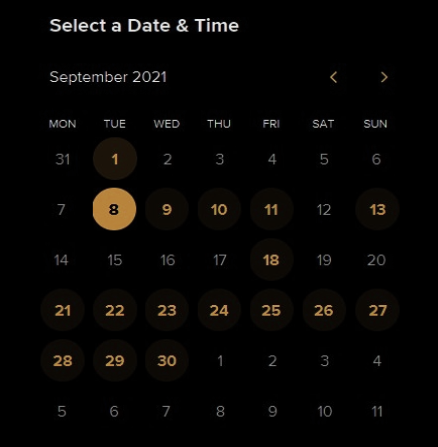 Select a Date & Time
September 2021
MON TUE WED THU FRI SAT SUN
31 1 2 3 4 5 6
7 8 9 10 11 12 13
14 15 16 17 18 19 20
21 22 23 24 25 26 27
28 29 30 1 2 3 4
5 6 7 8 9 10 11